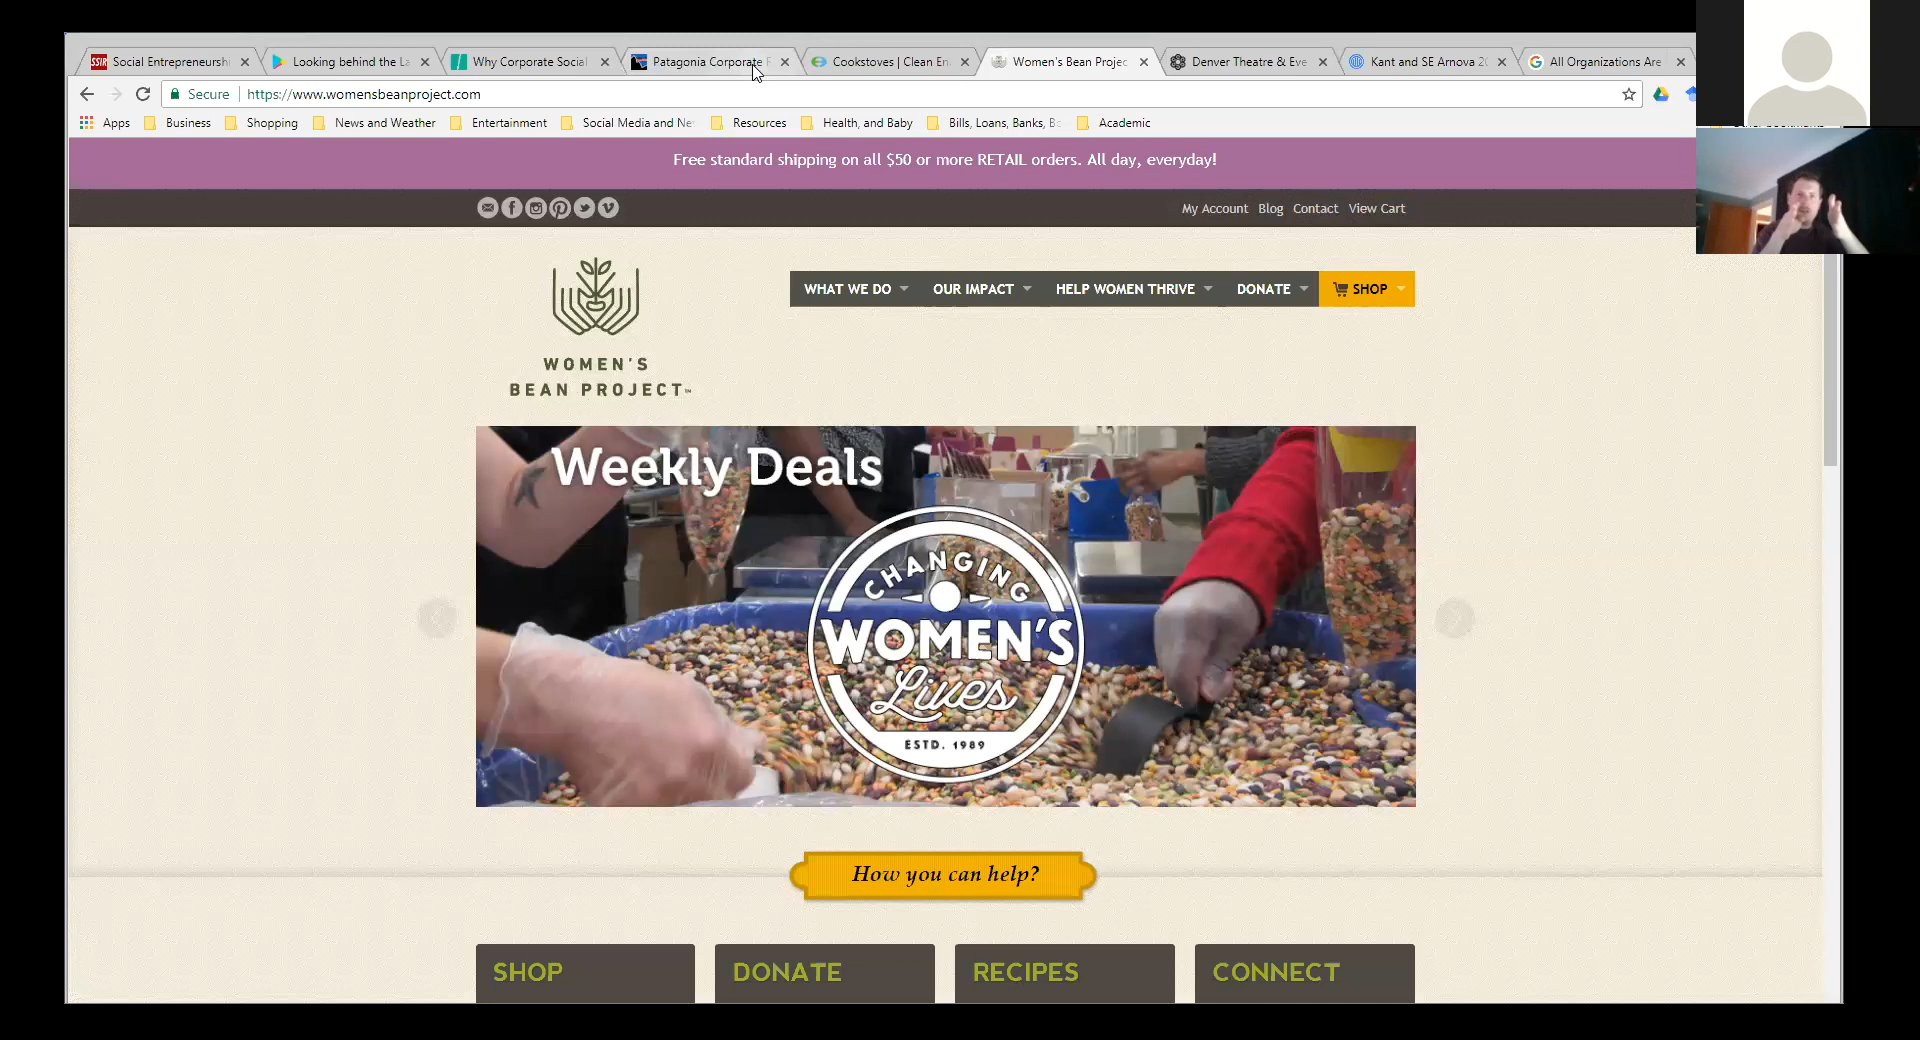 Social Entrepreneursh
Looking behind the La
Why Corporate Social
Patagonia Corporate
Cookstoves | Clean En
Women's Bean Projec
Denver Theatre & Eve
Kant and SE Arnova 20
All Organizations Are
Secure | https://www.womensbeanproject.com
Apps
Business
Shopping
News and Weather
Entertainment
Social Media and Ne
Resources
Health, and Baby
Bills, Loans, Banks, Bo
Academic
Free standard shipping on all $50 or more RETAIL orders. All day, everyday!
My Account Blog Contact View Cart
WHAT WE DO OUR IMPACT HELP WOMEN THRIVE DONATE SHOP
WOMEN'S
BEAN PROJECT™
Weekly Deals
CHANGING
WOMEN'S
Lives
ESTD. 1989
How you can help?
SHOP
DONATE
RECIPES
CONNECT